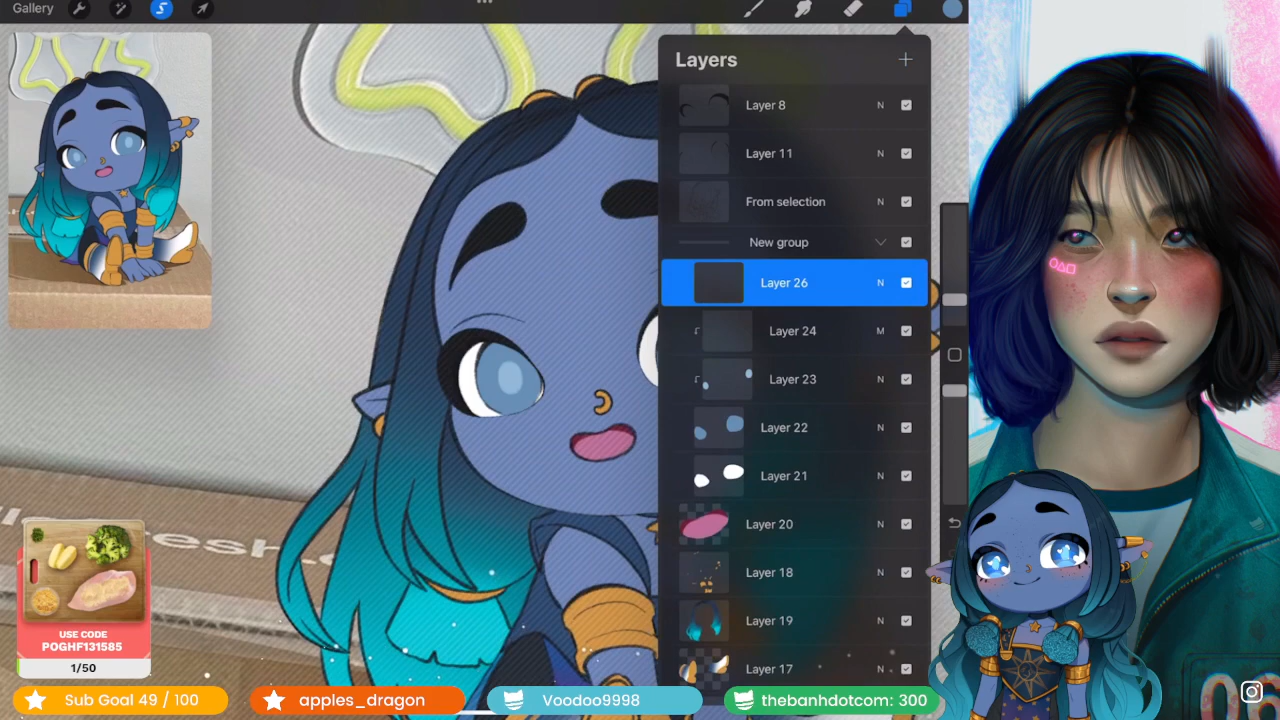 Gallery
Layers
Layer 8
N
Layer 11
N
From selection
N
New group
Layer 26
N
Layer 24
M
Layer 23
N
Layer 22
N
Layer 21
N
Layer 20
N
Layer 18
N
Layer 19
N
Layer 17
N
esh
USE CODE
POGHF131585
1/50
Sub Goal 49 / 100
apples_dragon
Voodoo9998
thebanhdotcom: 300